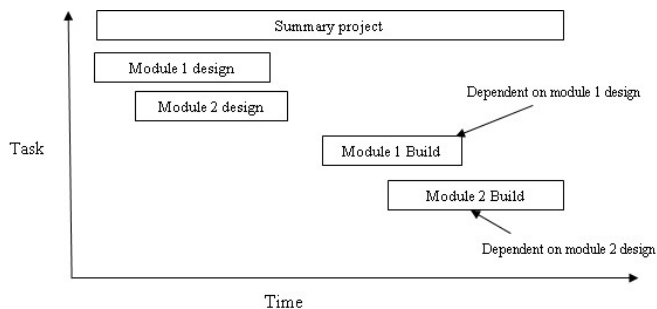 Summary project
Module 1 design
Dependent on module 1 design
Module 2 design
Task
Module 1 Build
Module 2 Build
Dependent on module 2 design
Time